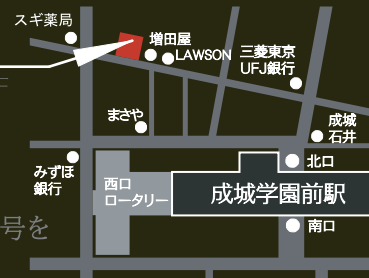 スギ薬局
増田屋
LAWSON
三菱東京
UFJ銀行
まさや
成城
石井
みずほ
銀行
西口
ロータリー
北口
成城学園前駅
南口
号を